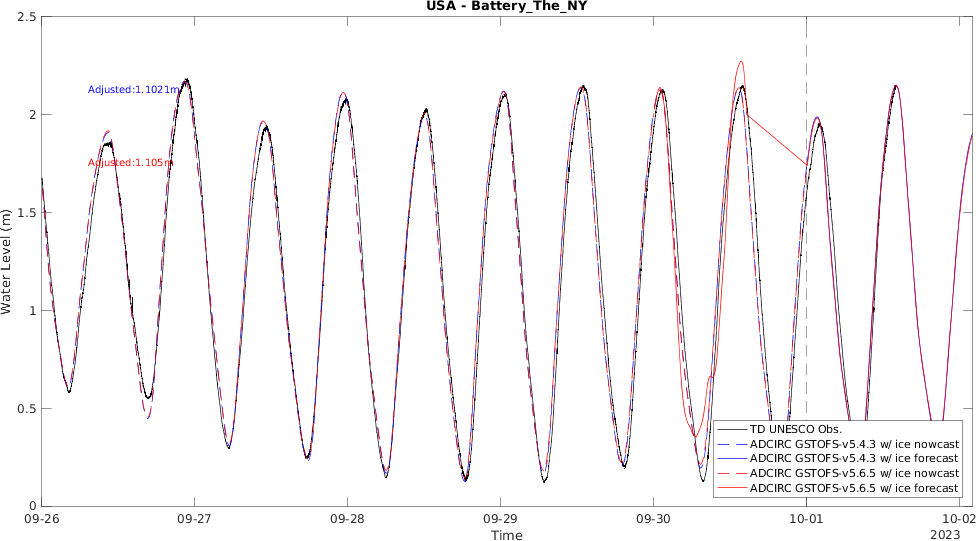 USA - Battery_The_NY
2.5
2
1.5
1
0.5
0
Water Level (m)
Adjusted:1.1021m
Adjusted:1.105m
TD UNESCO Obs.
ADCIRC GSTOFS-v5.4.3 w/ ice nowcast
ADCIRC GSTOFS-v5.4.3 w/ ice forecast
ADCIRC GSTOFS-v5.6.5 w/ ice nowcast
ADCIRC GSTOFS-v5.6.5 w/ ice forecast
09-26 09-27 09-28 09-29 09-30 10-01 10-02
Time
2023